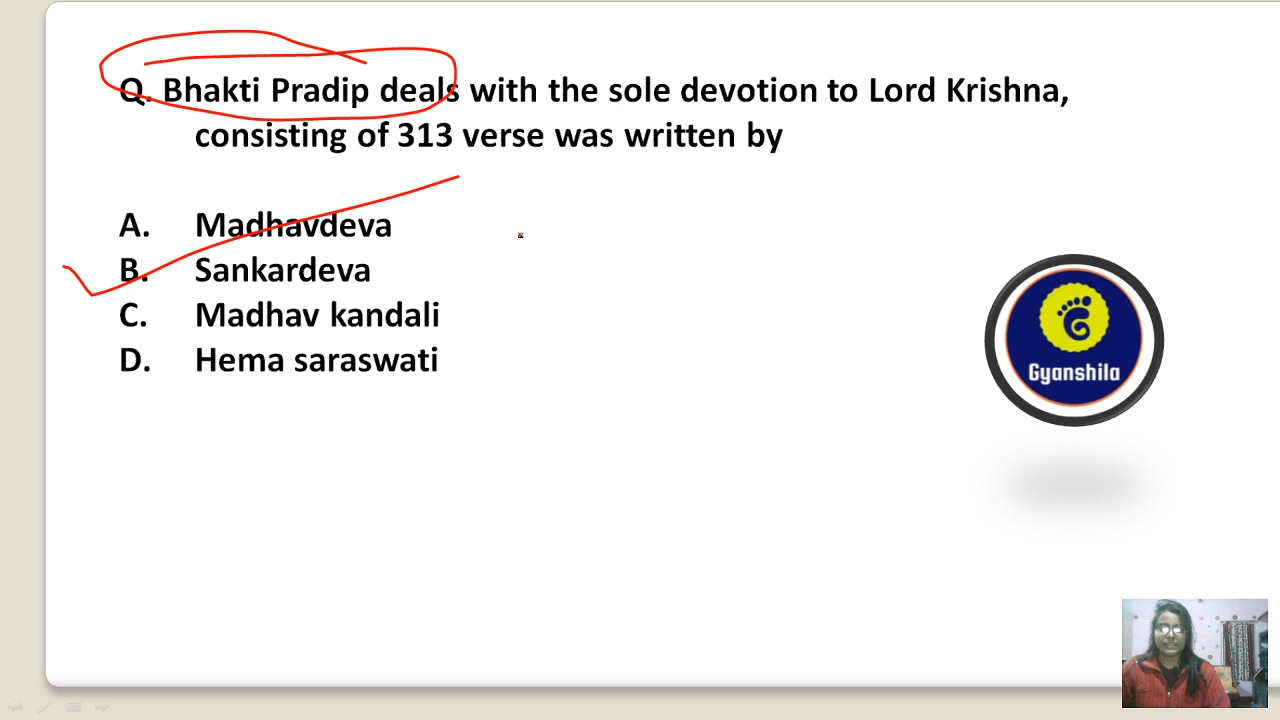 Q. Bhakti Pradip deals with the sole devotion to Lord Krishna,
consisting of 313 verse was written by
A. Madhavdeva
B. Sankardeva
C. Madhav kandali
D. Hema saraswati
Gyanshila